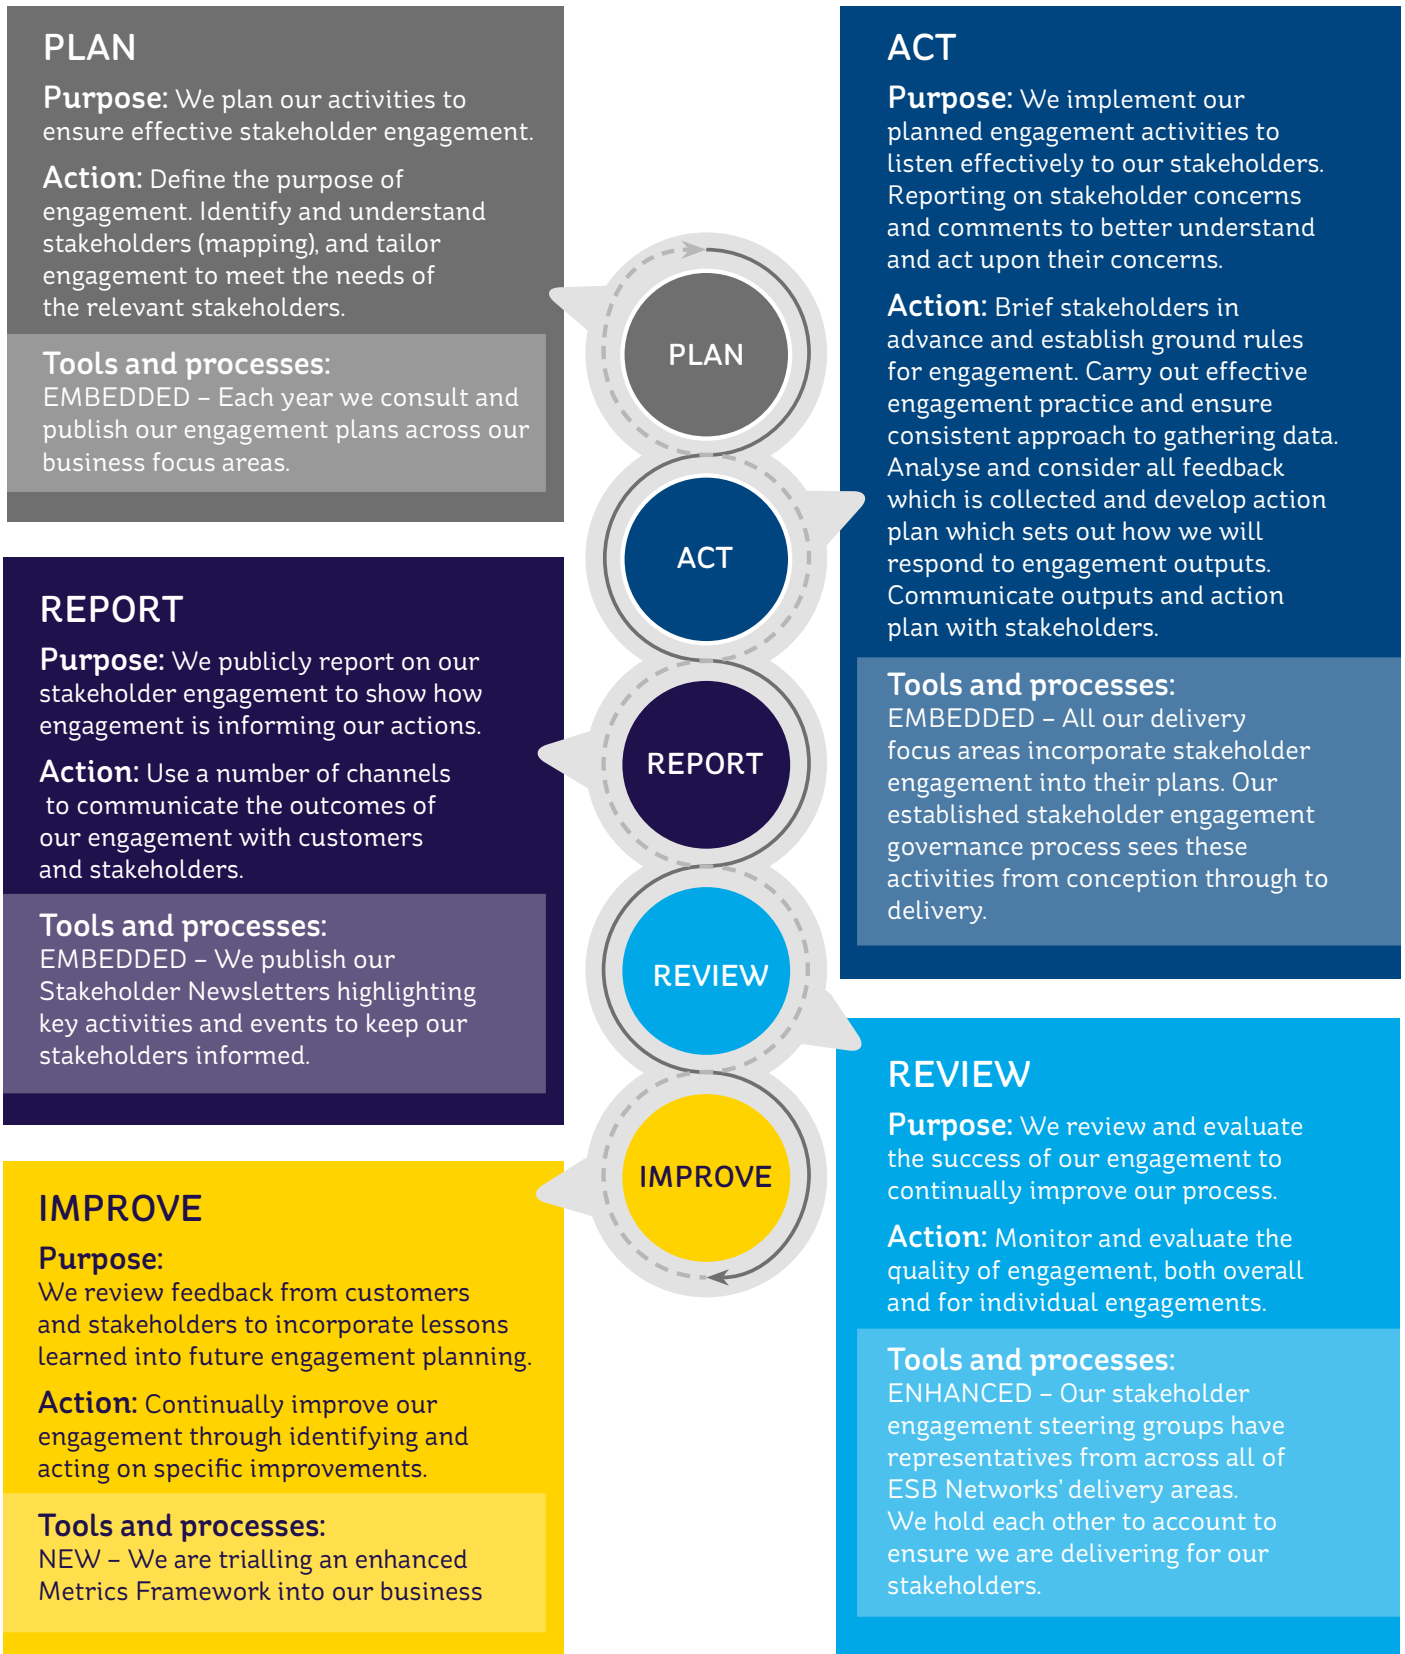 PLAN
Purpose: We plan our activities to
ensure effective stakeholder engagement.
Action: Define the purpose of
engagement. Identify and understand
stakeholders (mapping), and tailor
engagement to meet the needs of
the relevant stakeholders.
Tools and processes:
EMBEDDED – Each year we consult and
publish our engagement plans across our
business focus areas.
ACT
Purpose: We implement our
planned engagement activities to
listen effectively to our stakeholders.
Reporting on stakeholder concerns
and comments to better understand
and act upon their concerns.
Action: Brief stakeholders in
advance and establish ground rules
for engagement. Carry out effective
engagement practice and ensure
consistent approach to gathering data.
Analyse and consider all feedback
which is collected and develop action
plan which sets out how we will
respond to engagement outputs.
Communicate outputs and action
plan with stakeholders.
Tools and processes:
EMBEDDED – All our delivery
focus areas incorporate stakeholder
engagement into their plans. Our
established stakeholder engagement
governance process sees these
activities from conception through to
delivery.
REPORT
Purpose: We publicly report on our
stakeholder engagement to show how
engagement is informing our actions.
Action: Use a number of channels
to communicate the outcomes of
our engagement with customers
and stakeholders.
Tools and processes:
EMBEDDED – We publish our
Stakeholder Newsletters highlighting
key activities and events to keep our
stakeholders informed.
REVIEW
Purpose: We review and evaluate
the success of our engagement to
continually improve our process.
Action: Monitor and evaluate the
quality of engagement, both overall
and for individual engagements.
Tools and processes:
ENHANCED – Our stakeholder
engagement steering groups have
representatives from across all of
ESB Networks' delivery areas.
We hold each other to account to
ensure we are delivering for our
stakeholders.
IMPROVE
Purpose:
We review feedback from customers
and stakeholders to incorporate lessons
learned into future engagement planning.
Action: Continually improve our
engagement through identifying and
acting on specific improvements.
Tools and processes:
NEW – We are trialling an enhanced
Metrics Framework into our business
PLAN
ACT
REPORT
REVIEW
IMPROVE